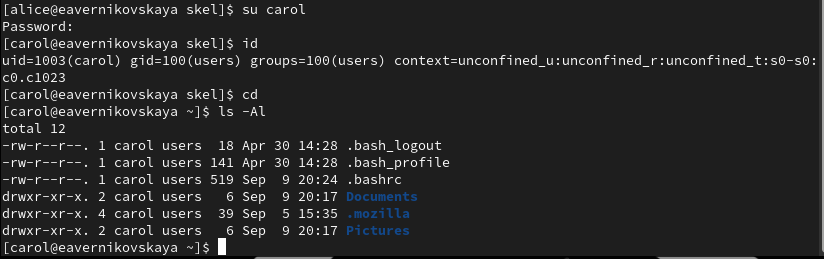 [alice@eavernikovskaya skel]$ su carol
Password:
[carol@eavernikovskaya skel]$ id
uid=1003(carol) gid=100(users) groups=100(users) context=unconfined_u:unconfined_r:unconfined_t:s0-s0:
c0.c1023
[carol@eavernikovskaya skel]$ cd
[carol@eavernikovskaya ~]$ ls -Al
total 12
-rw-r--r--. 1 carol users  18 Apr 30 14:28 .bash_logout
-rw-r--r--. 1 carol users 141 Apr 30 14:28 .bash_profile
-rw-r--r--. 1 carol users 519 Sep  9 20:24 .bashrc
drwxr-xr-x. 2 carol users   6 Sep  9 20:17 Documents
drwxr-xr-x. 4 carol users  39 Sep  5 15:35 .mozilla
drwxr-xr-x. 2 carol users   6 Sep  9 20:17 Pictures
[carol@eavernikovskaya ~]$